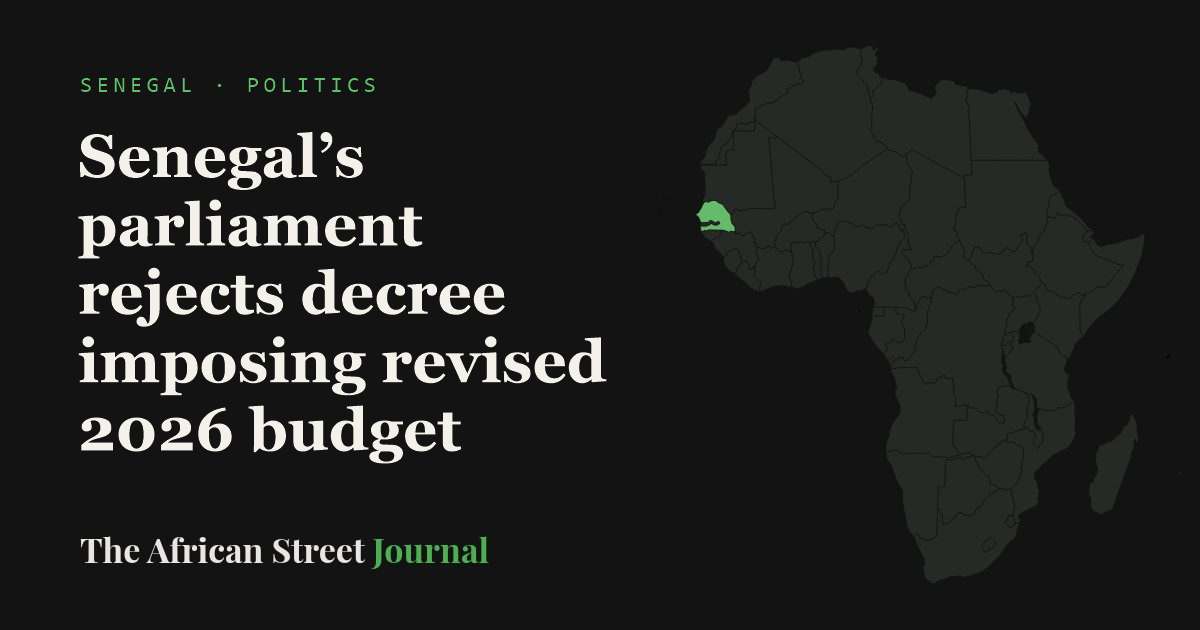 SENEGAL · POLITICS
Senegal’s
parliament
rejects decree
imposing revised
2026 budget
The African Street Journal